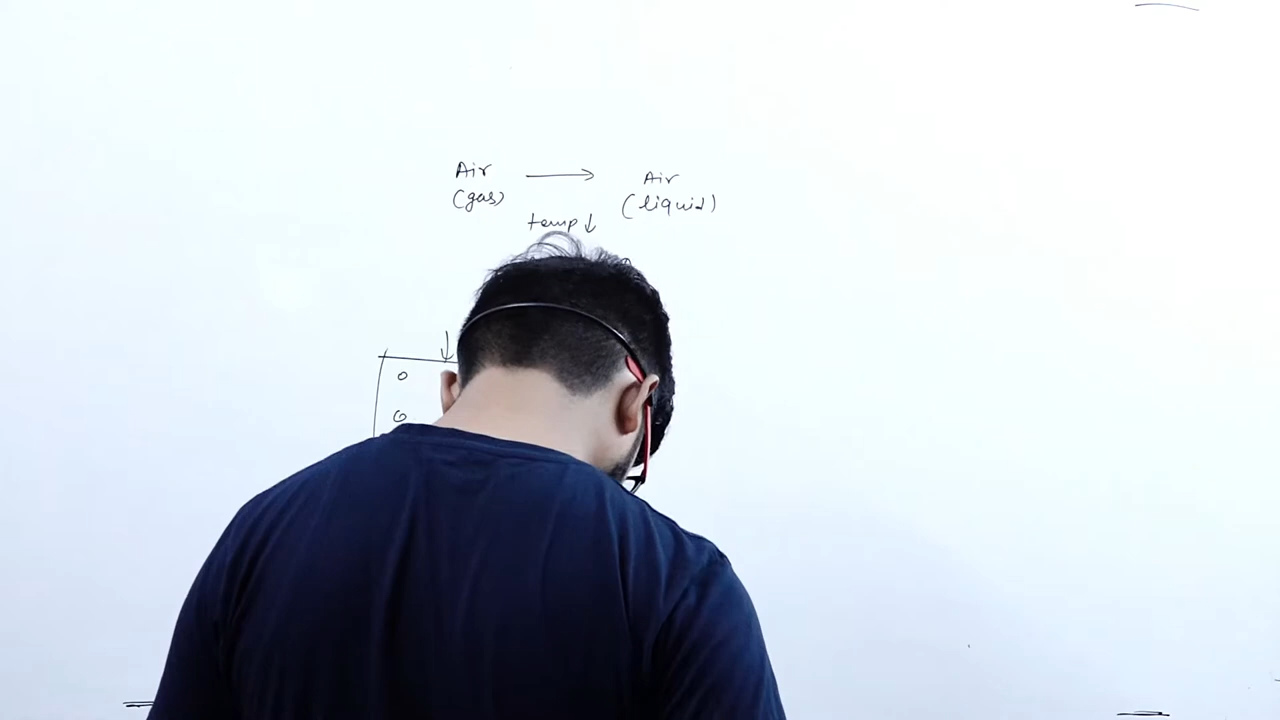 Air ⟶ Air
(gas) (liquid)
temp ↓